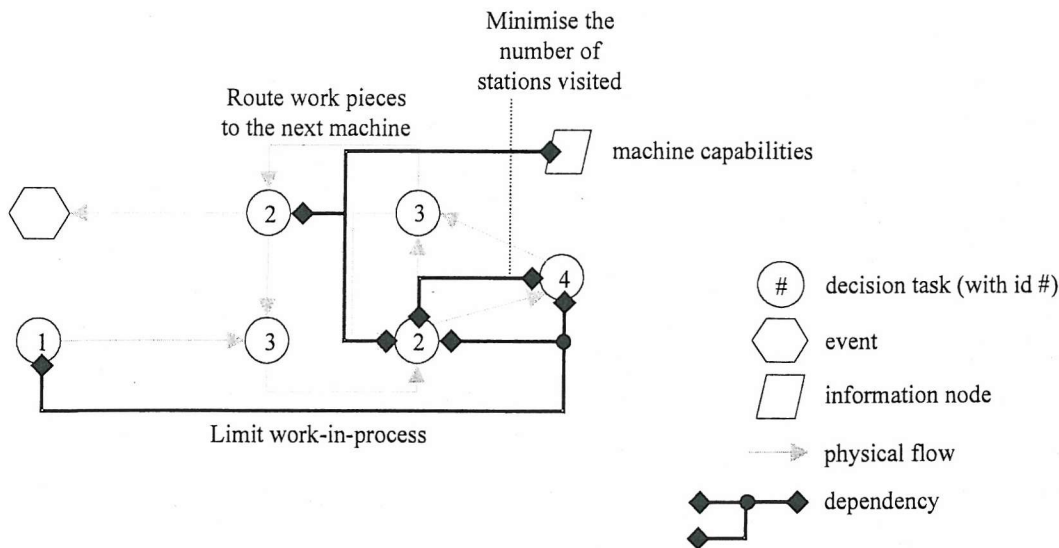 Minimise the
number of
stations visited
Route work pieces
to the next machine
machine capabilities
2
3
4
1
3
2
Limit work-in-process
# decision task (with id #)
event
information node
physical flow
dependency